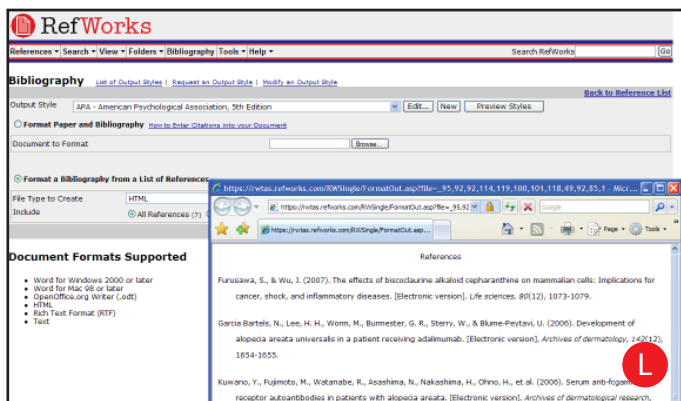 RefWorks
References Search View Folders Bibliography Tools Help Search RefWorks Go
Bibliography List of Output Styles | Request an Output Style | Modify an Output Style
Back to Reference List
Output Style APA - American Psychological Association, 5th Edition Edit... New Preview Styles
Format Paper and Bibliography How to Enter Citations into your Document
Document to Format Browse...
Format a Bibliography from a List of References
File Type to Create HTML
Include All References (7)
Document Formats Supported
Word for Windows 2000 or later
Word for Mac 98 or later
OpenOffice.org Writer (.odt)
HTML
Rich Text Format (RTF)
Text
https://rwtas.refworks.com/RWSingle/FormatOut.asp?file=_95,92,92,114,119,100,101,118,49,92,85,1 - Micr...
https://rwtas.refworks.com/RWSingle/FormatOut.asp?file=_95,92 Google
https://rwtas.refworks.com/RWSingle/FormatOut.asp... Page Tools
References
Furusawa, S., & Wu, J. (2007). The effects of biscoclaurine alkaloid cepharanthine on mammalian cells: Implications for
cancer, shock, and inflammatory diseases. [Electronic version]. Life sciences, 80(12), 1073-1079.
Garcia Bartels, N., Lee, H. H., Worm, M., Burmester, G. R., Sterry, W., & Blume-Peytavi, U. (2006). Development of
alopecia areata universalis in a patient receiving adalimumab. [Electronic version]. Archives of dermatology, 142(12),
1654-1655.
L
Kuwano, Y., Fujimoto, M., Watanabe, R., Asashima, N., Nakashima, H., Ohno, H., et al. (2006). Serum
receptor autoantibodies in patients with alopecia areata. [Electronic version]. Archives of dermatological research,